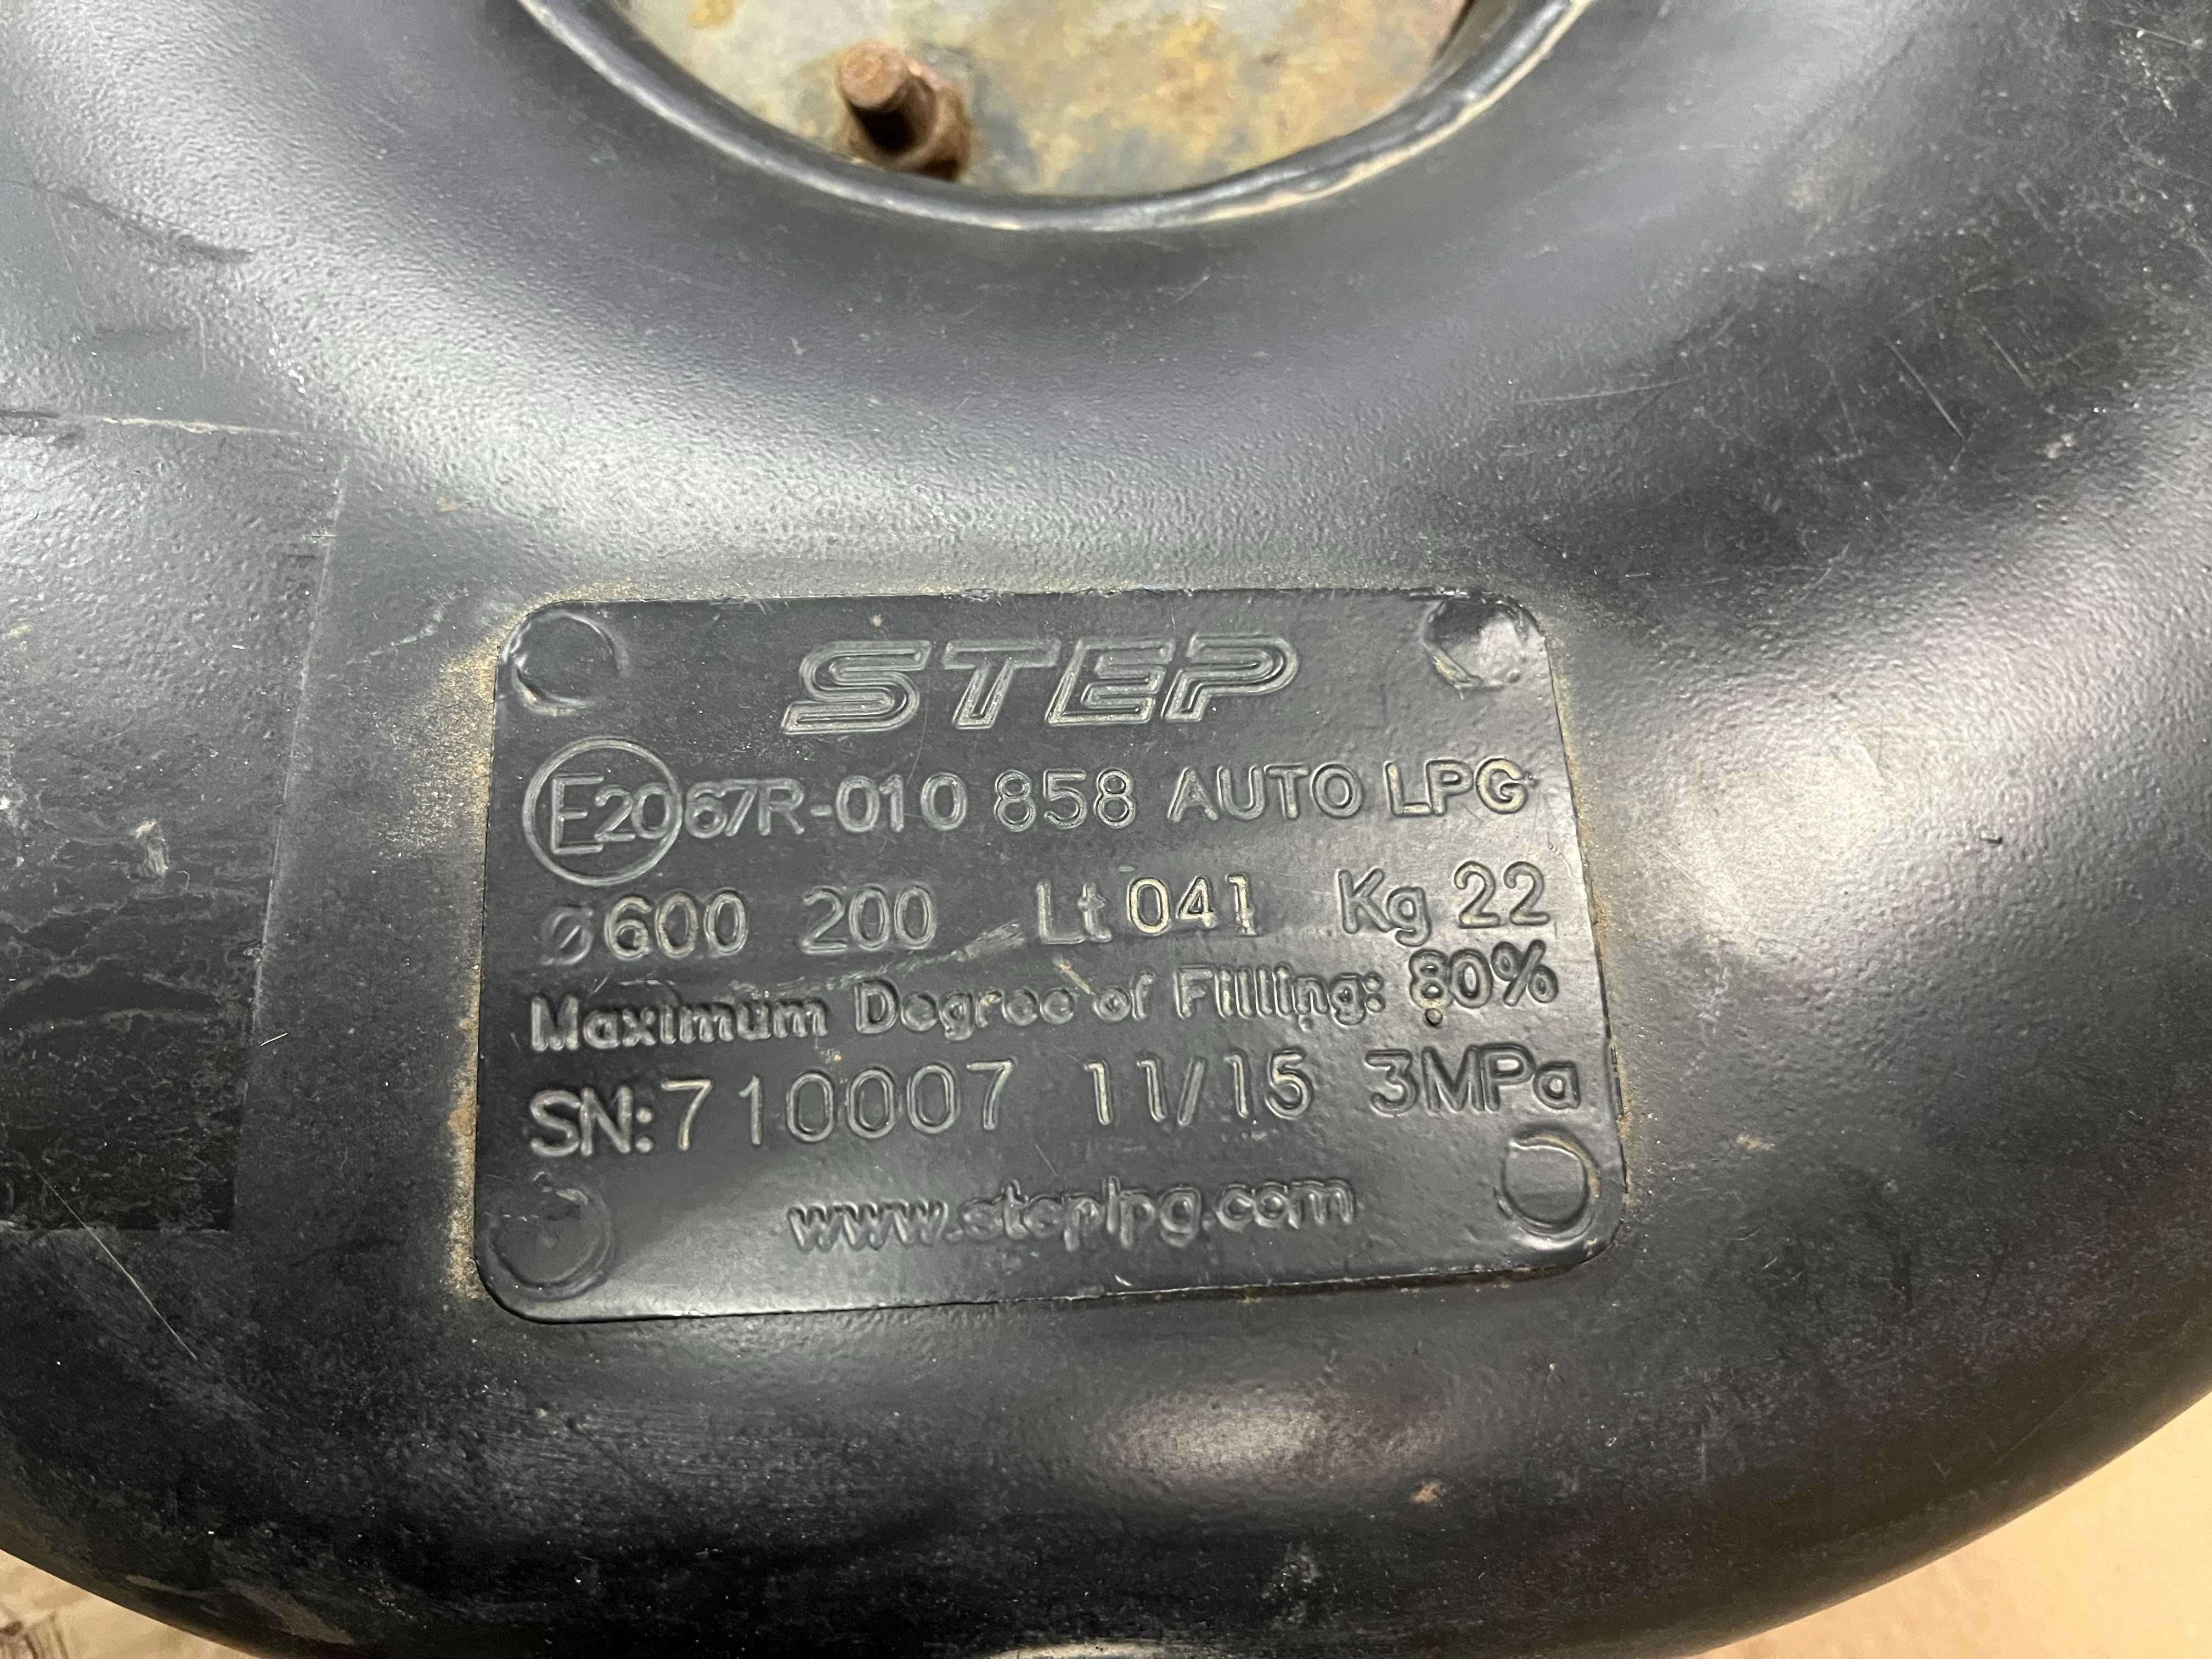 STEP
E20 67R-010 858 AUTO LPG
Ø600 200 Lt 041 Kg 22
Maximum Degree of Filling: 80%
SN:710007 11/15 3MPa
www.steplpg.com